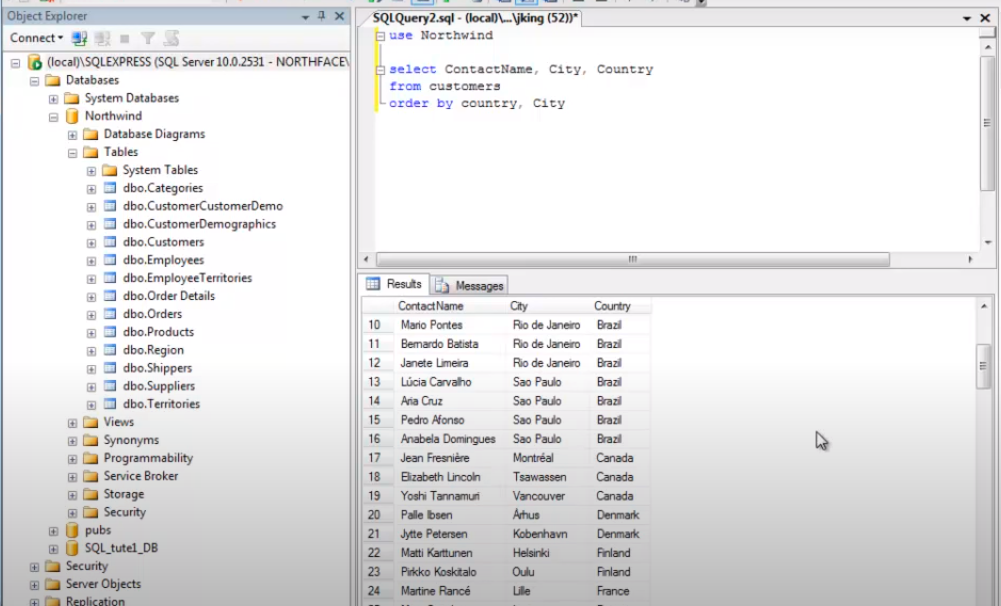 Object Explorer
Connect
(local)\SQLEXPRESS (SQL Server 10.0.2531 - NORTHFACE\
Databases
System Databases
Northwind
Database Diagrams
Tables
System Tables
dbo.Categories
dbo.CustomerCustomerDemo
dbo.CustomerDemographics
dbo.Customers
dbo.Employees
dbo.EmployeeTerritories
dbo.Order Details
dbo.Orders
dbo.Products
dbo.Region
dbo.Shippers
dbo.Suppliers
dbo.Territories
Views
Synonyms
Programmability
Service Broker
Storage
Security
pubs
SQL_tute1_DB
Security
Server Objects
Replication
SQLQuery2.sql - (local)\...\jking (52))*
use Northwind
select ContactName, City, Country
from customers
order by country, City
Results Messages
ContactName City Country
10 Mario Pontes Rio de Janeiro Brazil
11 Bernardo Batista Rio de Janeiro Brazil
12 Janete Limeira Rio de Janeiro Brazil
13 Lúcia Carvalho Sao Paulo Brazil
14 Aria Cruz Sao Paulo Brazil
15 Pedro Afonso Sao Paulo Brazil
16 Anabela Domingues Sao Paulo Brazil
17 Jean Fresnière Montréal Canada
18 Elizabeth Lincoln Tsawassen Canada
19 Yoshi Tannamuri Vancouver Canada
20 Palle Ibsen Århus Denmark
21 Jytte Petersen Kobenhavn Denmark
22 Matti Karttunen Helsinki Finland
23 Pirkko Koskitalo Oulu Finland
24 Martine Rancé Lille France